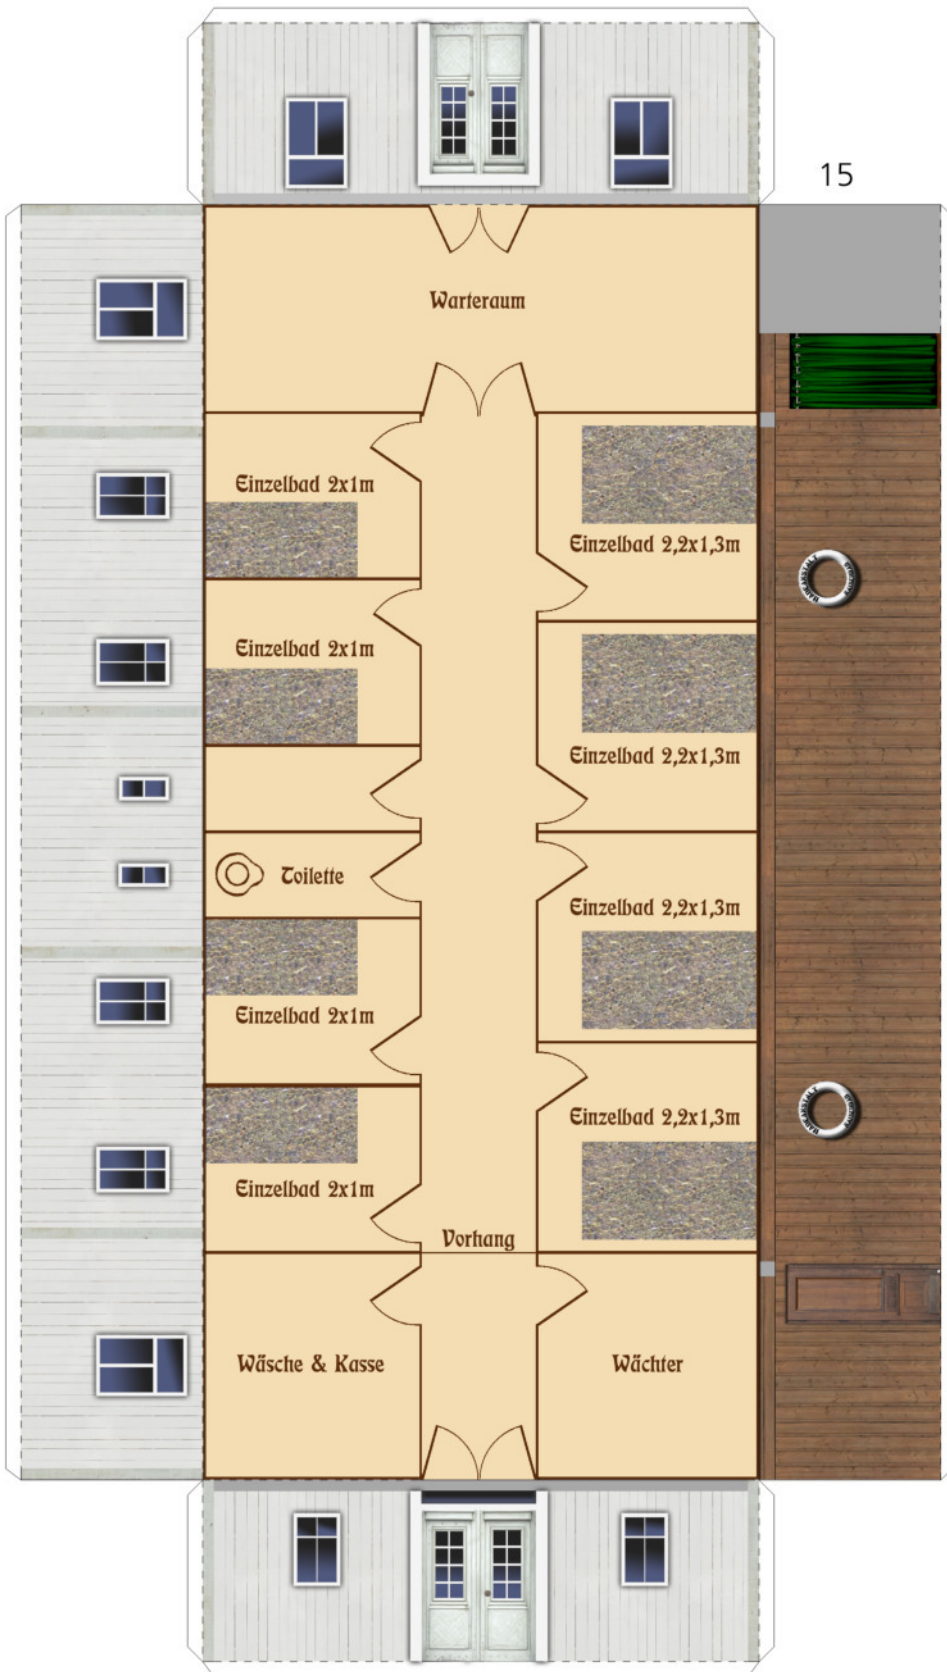 15
Warteraum
Einzelbad 2x1m
Einzelbad 2,2x1,3m
Einzelbad 2x1m
Einzelbad 2,2x1,3m
Toilette
Einzelbad 2,2x1,3m
Einzelbad 2x1m
Einzelbad 2,2x1,3m
Einzelbad 2x1m
Vorhang
Wäsche & Kasse
Wächter